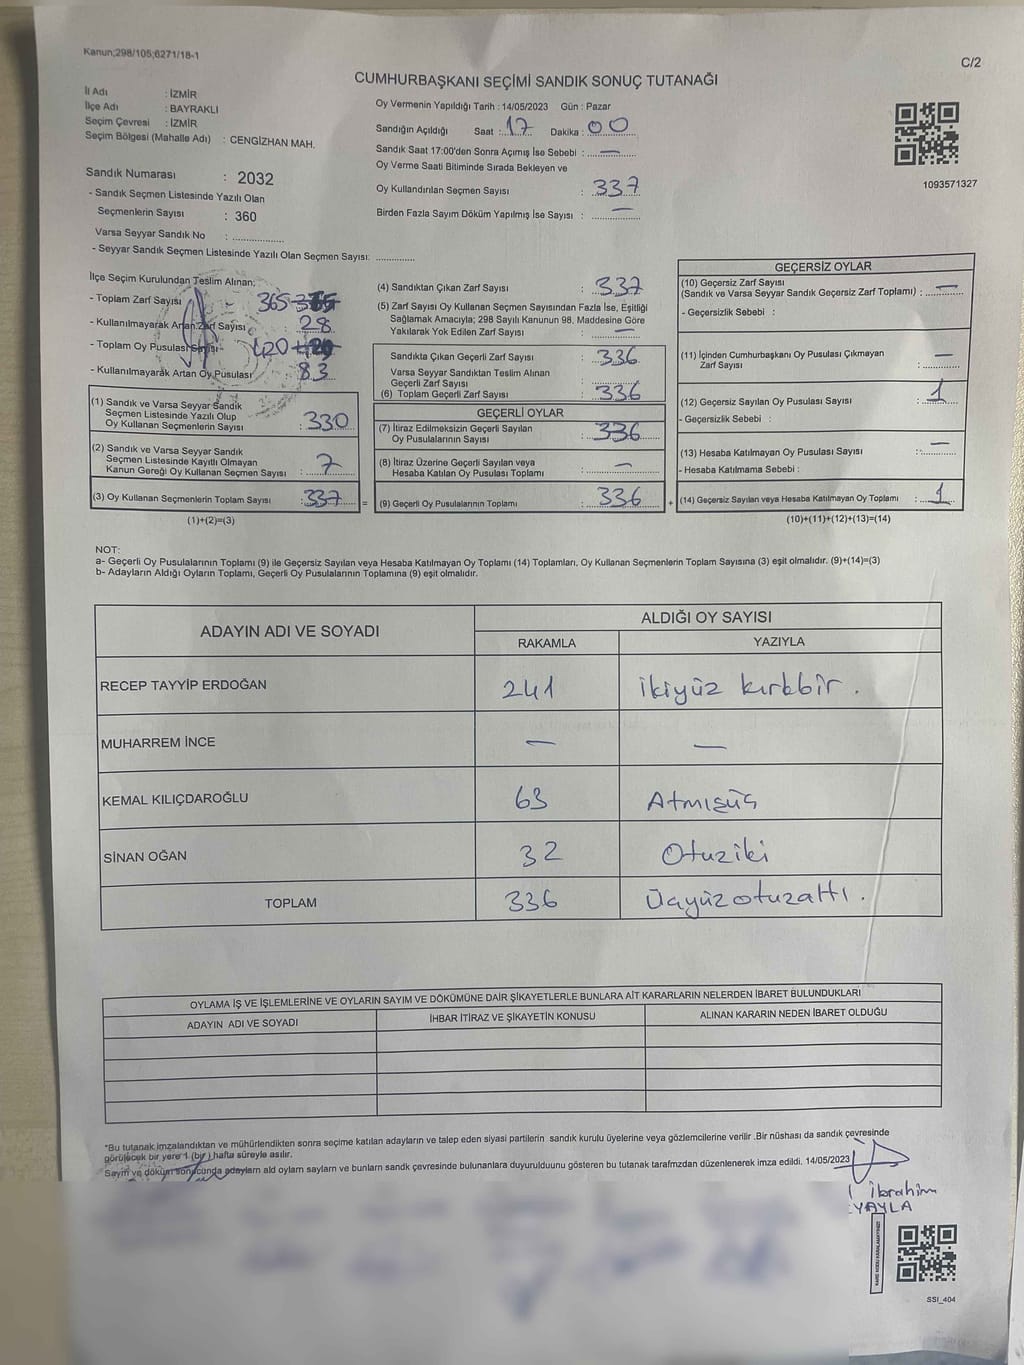 Kanun;298/105;6271/18-1
C/2
CUMHURBAŞKANI SEÇİMİ SANDIK SONUÇ TUTANAĞI
İl Adı : İZMİR
İlçe Adı : BAYRAKLI
Seçim Çevresi : İZMİR
Seçim Bölgesi (Mahalle Adı) : CENGİZHAN MAH.
Sandık Numarası : 2032
- Sandık Seçmen Listesinde Yazılı Olan
Seçmenlerin Sayısı : 360
Varsa Seyyar Sandık No : ................
- Seyyar Sandık Seçmen Listesinde Yazılı Olan Seçmen Sayısı: ............
Oy Vermenin Yapıldığı Tarih : 14/05/2023 Gün : Pazar
Sandığın Açıldığı Saat : 17 Dakika : 00
Sandık Saat 17:00'den Sonra Açımış İse Sebebi : —
Oy Verme Saati Bitiminde Sırada Bekleyen ve
Oy Kullandırılan Seçmen Sayısı : 337
Birden Fazla Sayım Döküm Yapılmış İse Sayısı : —
1093571327
İlçe Seçim Kurulundan Teslim Alınan;
- Toplam Zarf Sayısı 365
- Kullanılmayarak Artan Zarf Sayısı : 28
- Toplam Oy Pusulası Sayısı 420
- Kullanılmayarak Artan Oy Pusulası : 83
(1) Sandık ve Varsa Seyyar Sandık
Seçmen Listesinde Yazılı Olup
Oy Kullanan Seçmenlerin Sayısı : 330
(2) Sandık ve Varsa Seyyar Sandık
Seçmen Listesinde Kayıtlı Olmayan
Kanun Gereği Oy Kullanan Seçmen Sayısı : 7
(3) Oy Kullanan Seçmenlerin Toplam Sayısı : 337 =
(1)+(2)=(3)
(4) Sandıktan Çıkan Zarf Sayısı : 337
(5) Zarf Sayısı Oy Kullanan Seçmen Sayısından Fazla İse, Eşitliği
Sağlamak Amacıyla; 298 Sayılı Kanunun 98. Maddesine Göre
Yakılarak Yok Edilen Zarf Sayısı : —
Sandıkta Çıkan Geçerli Zarf Sayısı : 336
Varsa Seyyar Sandıktan Teslim Alınan
Geçerli Zarf Sayısı :
(6) Toplam Geçerli Zarf Sayısı : 336
GEÇERLİ OYLAR
(7) İtiraz Edilmeksizin Geçerli Sayılan
Oy Pusulalarının Sayısı : 336
(8) İtiraz Üzerine Geçerli Sayılan veya
Hesaba Katılan Oy Pusulası Toplamı : —
(9) Geçerli Oy Pusulalarının Toplamı : 336 +
GEÇERSİZ OYLAR
(10) Geçersiz Zarf Sayısı
(Sandık ve Varsa Seyyar Sandık Geçersiz Zarf Toplamı) : —
- Geçersizlik Sebebi :
(11) İçinden Cumhurbaşkanı Oy Pusulası Çıkmayan
Zarf Sayısı : —
(12) Geçersiz Sayılan Oy Pusulası Sayısı : 1
- Geçersizlik Sebebi :
(13) Hesaba Katılmayan Oy Pusulası Sayısı : —
- Hesaba Katılmama Sebebi :
(14) Geçersiz Sayılan veya Hesaba Katılmayan Oy Toplamı : 1
(10)+(11)+(12)+(13)=(14)
NOT:
a- Geçerli Oy Pusulalarının Toplamı (9) ile Geçersiz Sayılan veya Hesaba Katılmayan Oy Toplamı (14) Toplamları, Oy Kullanan Seçmenlerin Toplam Sayısına (3) eşit olmalıdır. (9)+(14)=(3)
b- Adayların Aldığı Oyların Toplamı, Geçerli Oy Pusulalarının Toplamına (9) eşit olmalıdır.
ADAYIN ADI VE SOYADI ALDIĞI OY SAYISI
RAKAMLA YAZIYLA
RECEP TAYYİP ERDOĞAN 241 ikiyüz kırkbir .
MUHARREM İNCE — —
KEMAL KILIÇDAROĞLU 63 Atmışüç
SİNAN OĞAN 32 Otuziki
TOPLAM 336 Üçyüzotuzaltı .
OYLAMA İŞ VE İŞLEMLERİNE VE OYLARIN SAYIM VE DÖKÜMÜNE DAİR ŞİKAYETLERLE BUNLARA AİT KARARLARIN NELERDEN İBARET BULUNDUKLARI
ADAYIN ADI VE SOYADI İHBAR İTİRAZ VE ŞİKAYETİN KONUSU ALINAN KARARIN NEDEN İBARET OLDUĞU
*Bu tutanak imzalandıktan ve mühürlendikten sonra seçime katılan adayların ve talep eden siyasi partilerin sandık kurulu üyelerine veya gözlemcilerine verilir .Bir nüshası da sandık çevresinde
görülecek bir yere 1 (bir ) hafta süreyle asılır.
Sayım ve döküm sonucunda adayların ald oylam sayların ve bunların sandık çevresinde bulunanlara duyurulduunu gösteren bu tutanak tarafmzdan düzenlenerek imza edildi. 14/05/2023
İbrahim
YAYLA
SSI_404